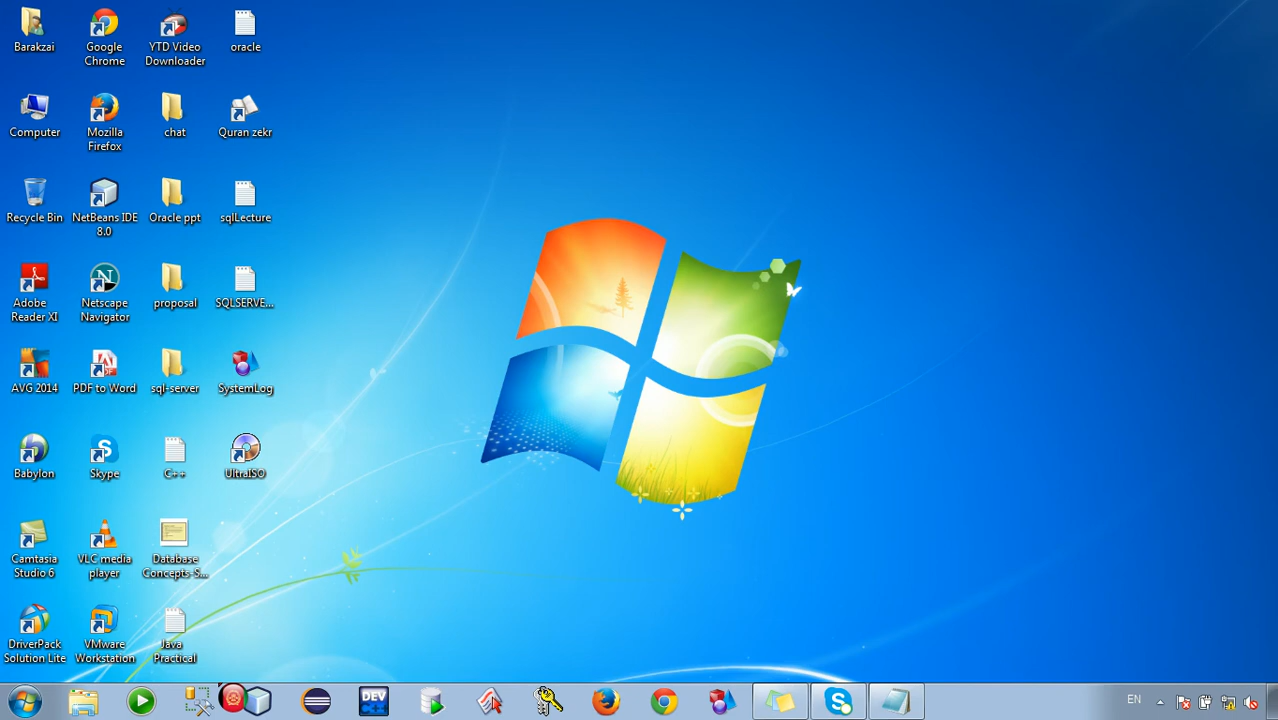 Barakzai
Google
Chrome
YTD Video
Downloader
oracle
Computer
Mozilla
Firefox
chat
Quran zekr
Recycle Bin
NetBeans IDE
8.0
Oracle ppt
sqlLecture
Adobe
Reader XI
Netscape
Navigator
proposal
SQLSERVE...
AVG 2014
PDF to Word
sql-server
SystemLog
Babylon
Skype
C++
UltraISO
Camtasia
Studio 6
VLC media
player
Database
Concepts-S...
DriverPack
Solution Lite
VMware
Workstation
Java
Practical
DEV
EN